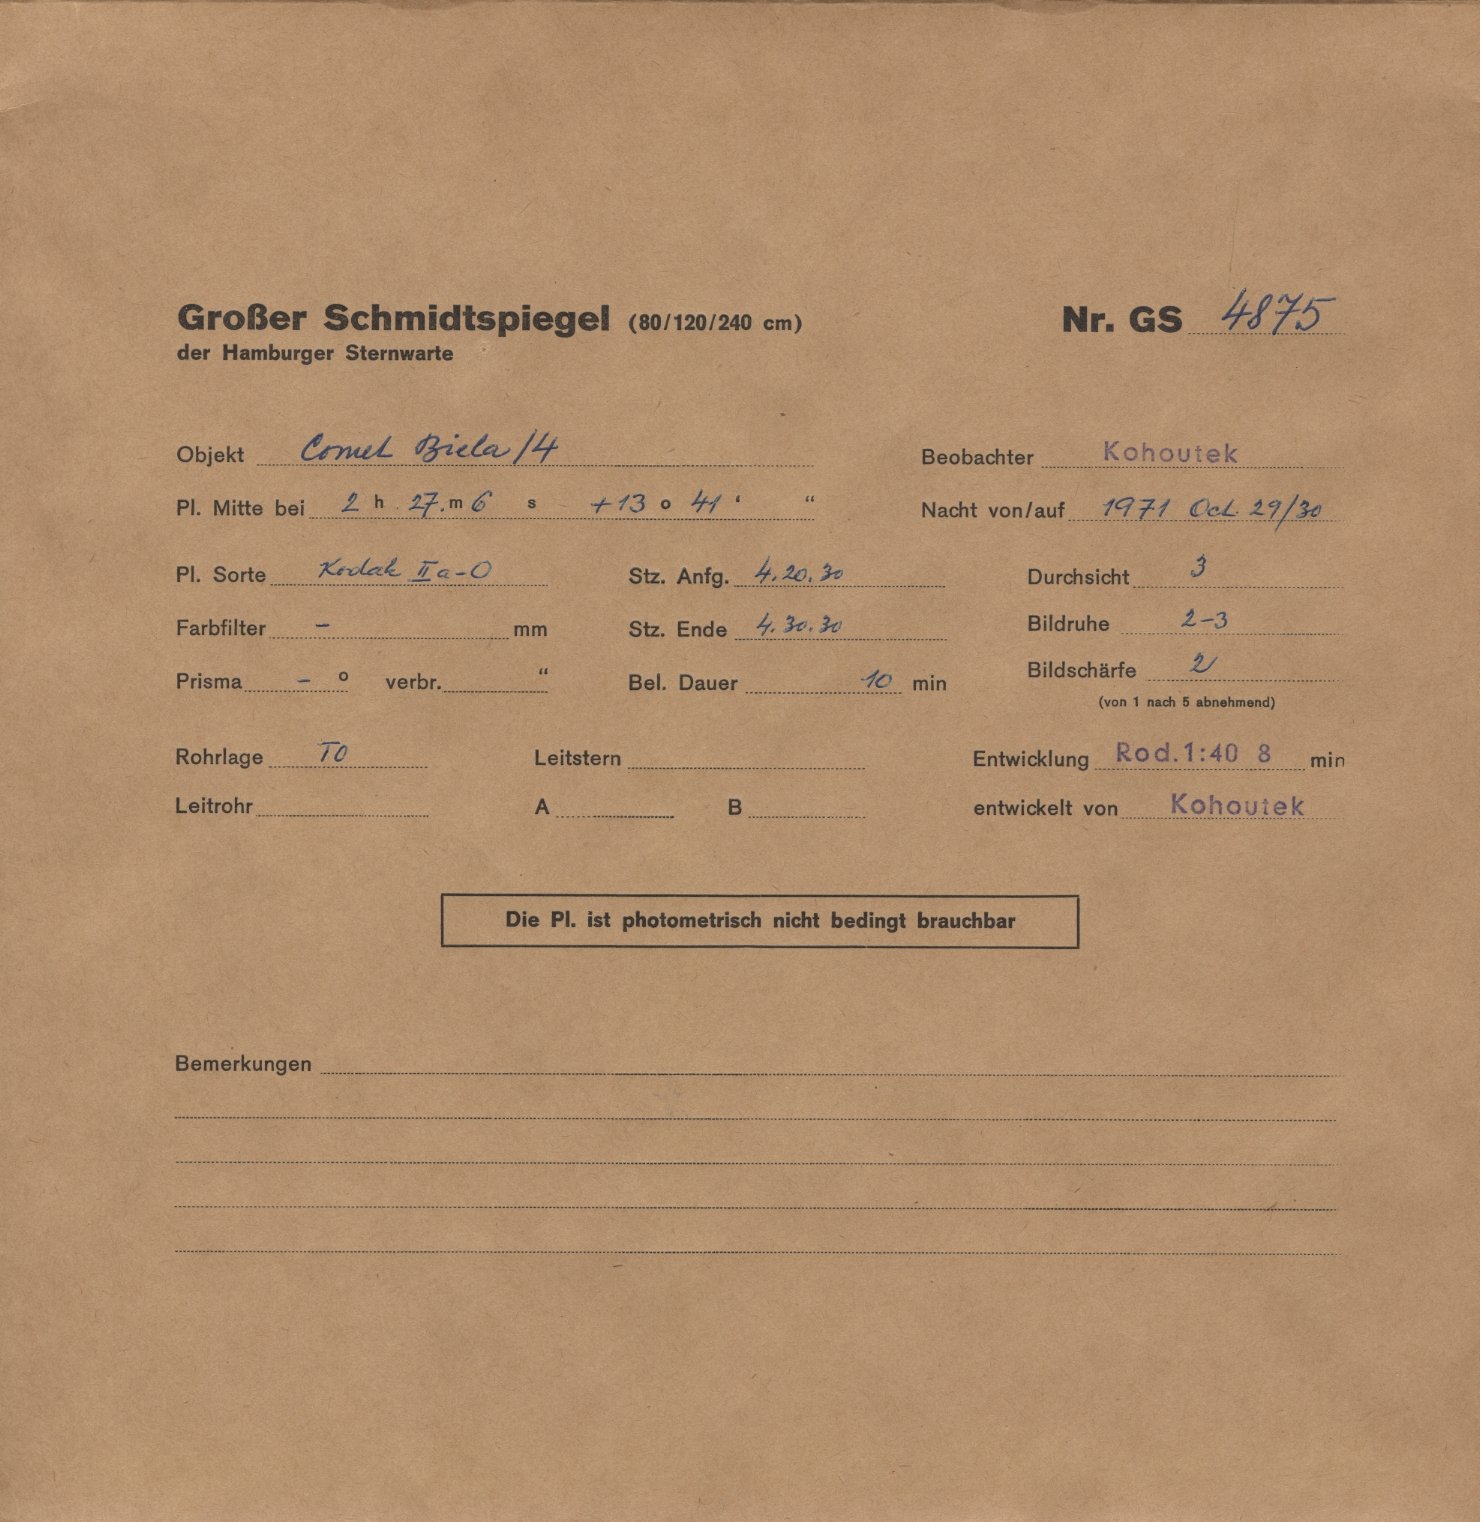 Großer Schmidtspiegel (80/120/240 cm) Nr. GS 4875
der Hamburger Sternwarte
Objekt Comet Biela/4 Beobachter Kohoutek
Pl. Mitte bei 2 h 27. m 6 s +13 o 41 ‘ “ Nacht von/auf 1971 Oct. 29/30
Pl. Sorte Kodak IIa-O Stz. Anfg. 4.20.30 Durchsicht 3
Farbfilter – mm Stz. Ende 4.30.30 Bildruhe 2-3
Prisma – o verbr. “ Bel. Dauer 10 min Bildschärfe 2
(von 1 nach 5 abnehmend)
Rohrlage TO Leitstern Entwicklung Rod.1:40 8 min
Leitrohr A B entwickelt von Kohoutek
Die Pl. ist photometrisch nicht bedingt brauchbar
Bemerkungen